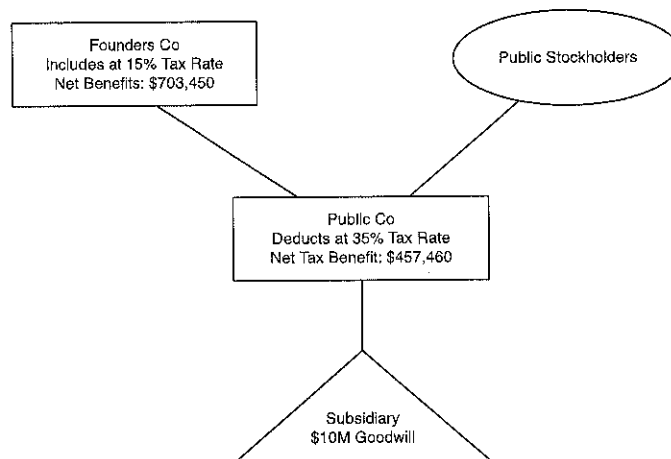 Founders Co
Includes at 15% Tax Rate
Net Benefits: $703,450
Public Stockholders
Public Co
Deducts at 35% Tax Rate
Net Tax Benefit: $457,460
Subsidiary
$10M Goodwill